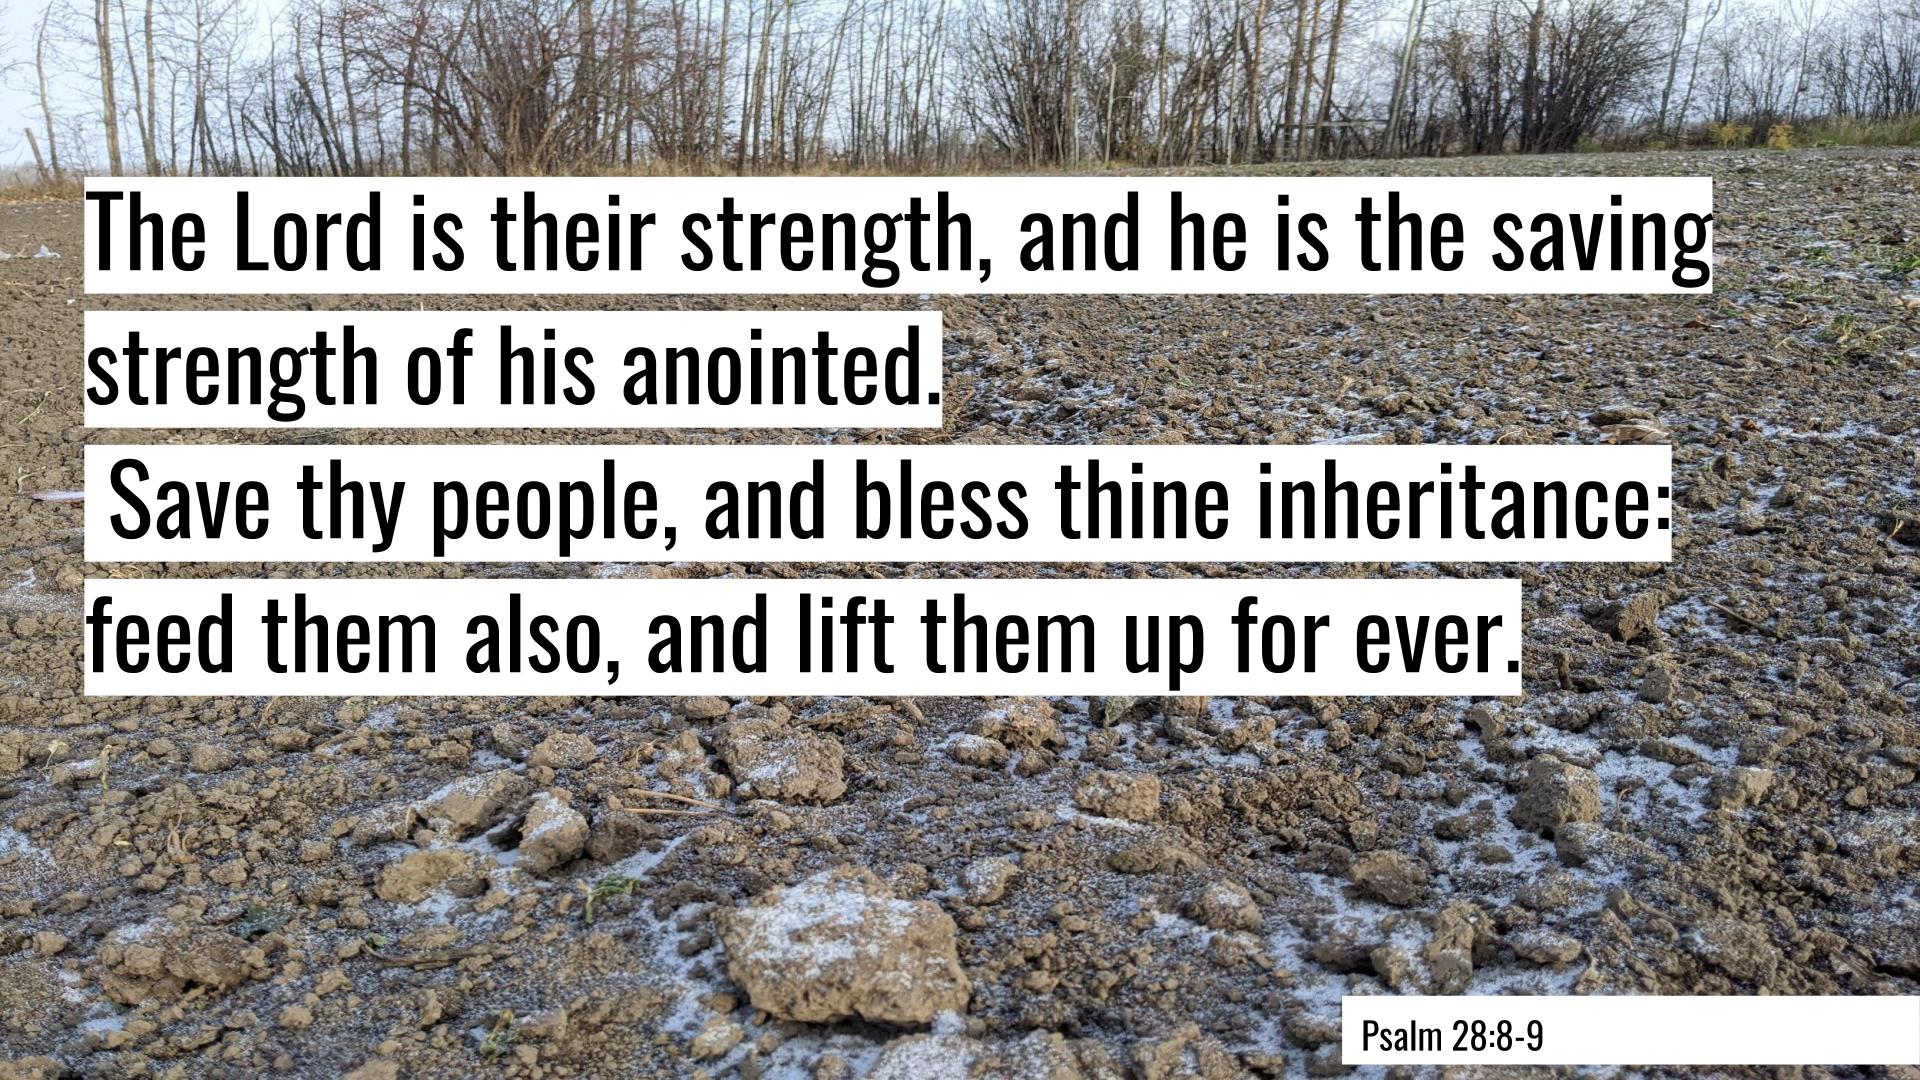 The Lord is their strength, and he is the saving
strength of his anointed.
Save thy people, and bless thine inheritance:
feed them also, and lift them up for ever.
Psalm 28:8-9